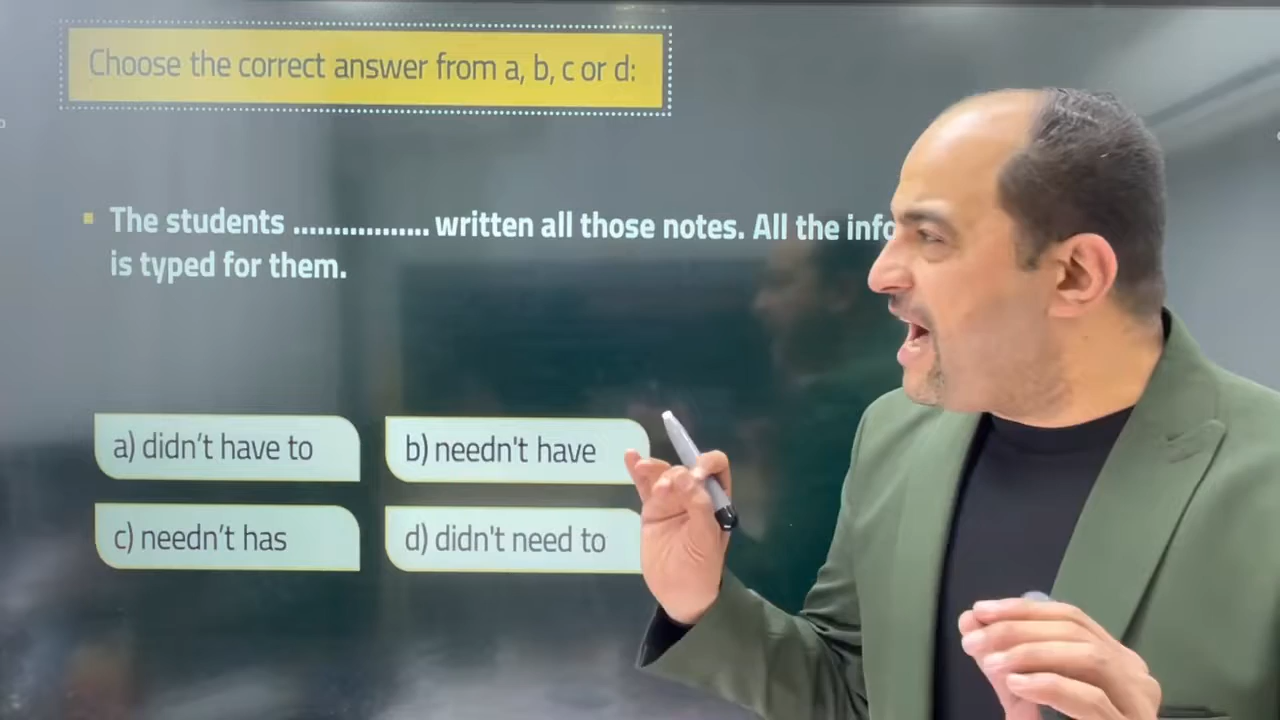 Choose the correct answer from a, b, c or d:
The students ................. written all those notes. All the info
is typed for them.
a) didn’t have to
b) needn't have
c) needn’t has
d) didn't need to